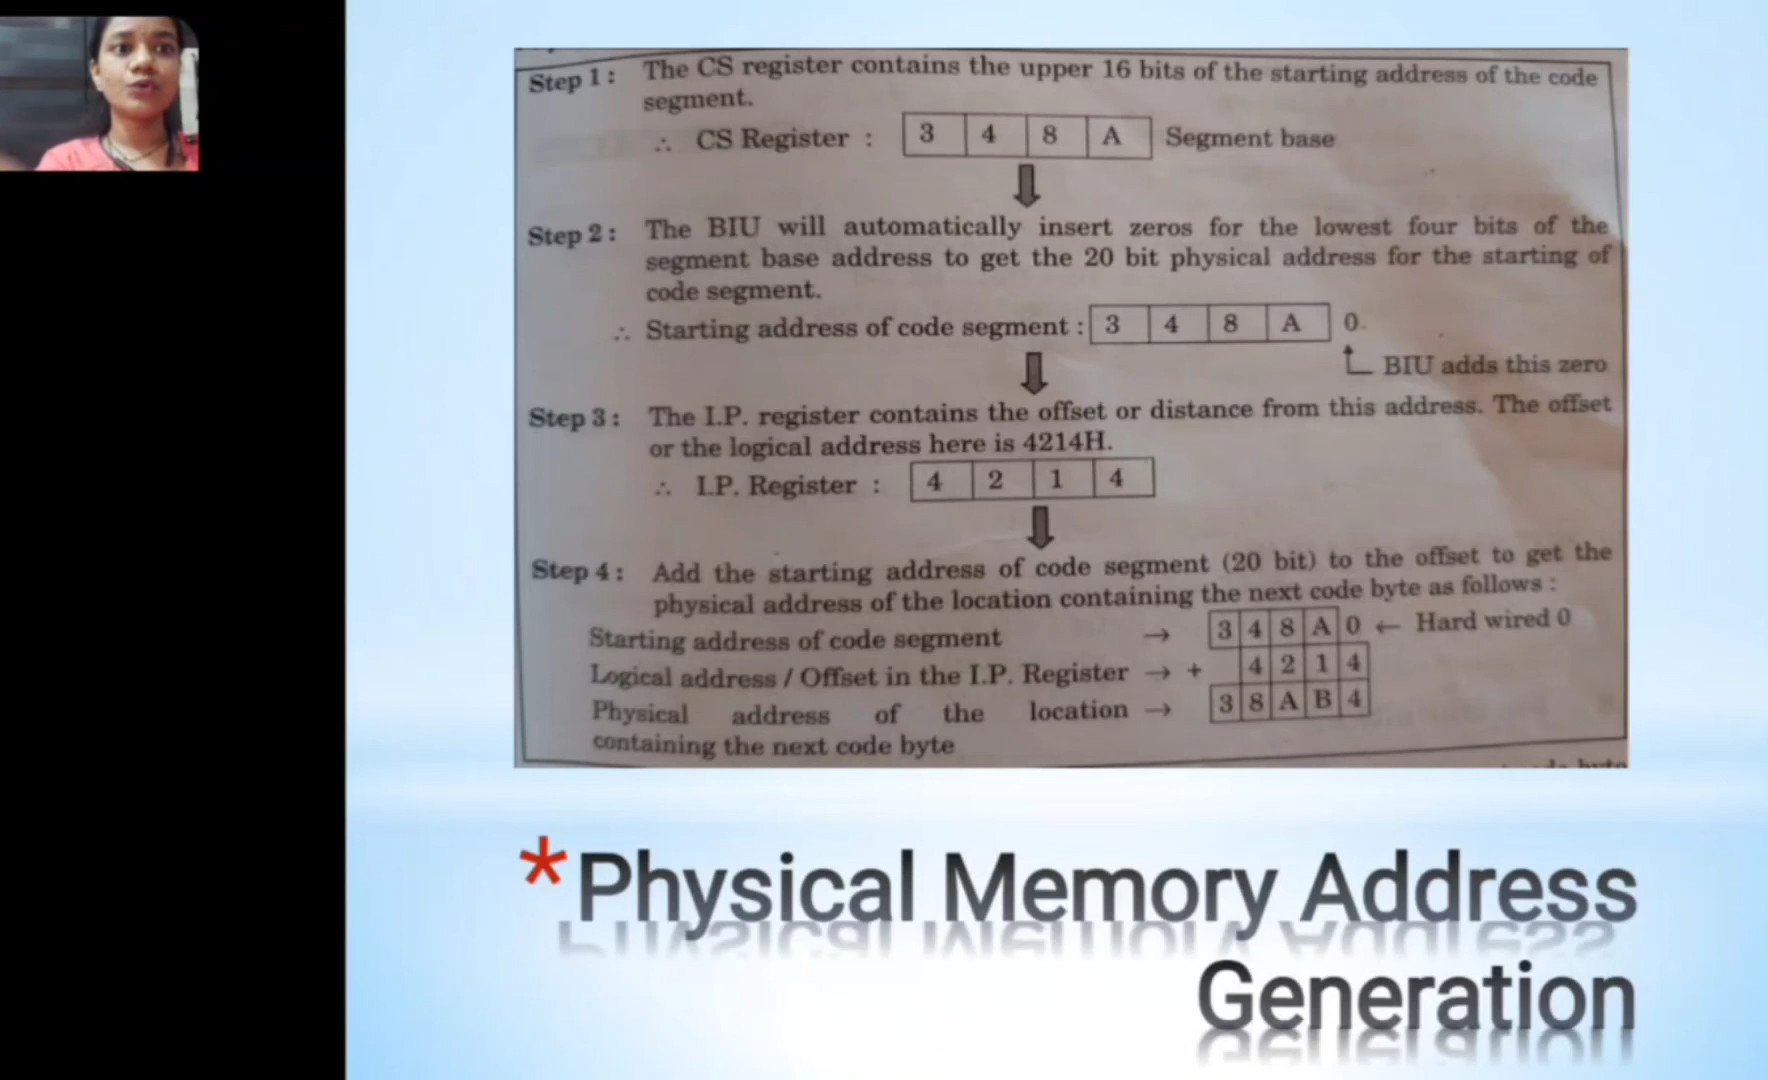 Step 1 : The CS register contains the upper 16 bits of the starting address of the code
segment.
∴ CS Register : 3 4 8 A Segment base
Step 2 : The BIU will automatically insert zeros for the lowest four bits of the
segment base address to get the 20 bit physical address for the starting of
code segment.
∴ Starting address of code segment : 3 4 8 A 0.
BIU adds this zero
Step 3 : The I.P. register contains the offset or distance from this address. The offset
or the logical address here is 4214H.
∴ I.P. Register : 4 2 1 4
Step 4 : Add the starting address of code segment (20 bit) to the offset to get the
physical address of the location containing the next code byte as follows :
Starting address of code segment → 3 4 8 A 0 ← Hard wired 0
Logical address / Offset in the I.P. Register → + 4 2 1 4
Physical address of the location → 3 8 A B 4
containing the next code byte
*Physical Memory Address
Generation